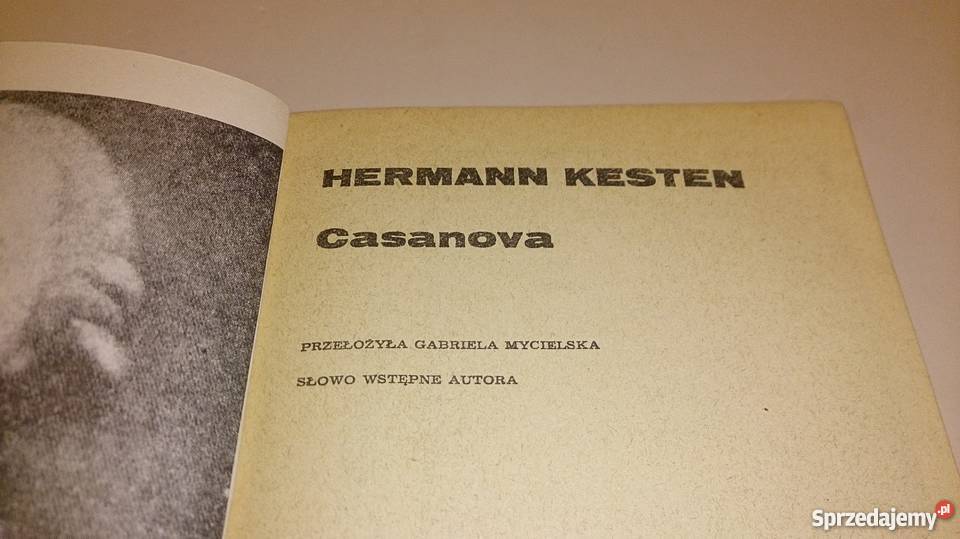 HERMANN KESTEN
Casanova
PRZEŁOŻYŁA GABRIELA MYCIELSKA
SŁOWO WSTĘPNE AUTORA
Sprzedajemy.pl